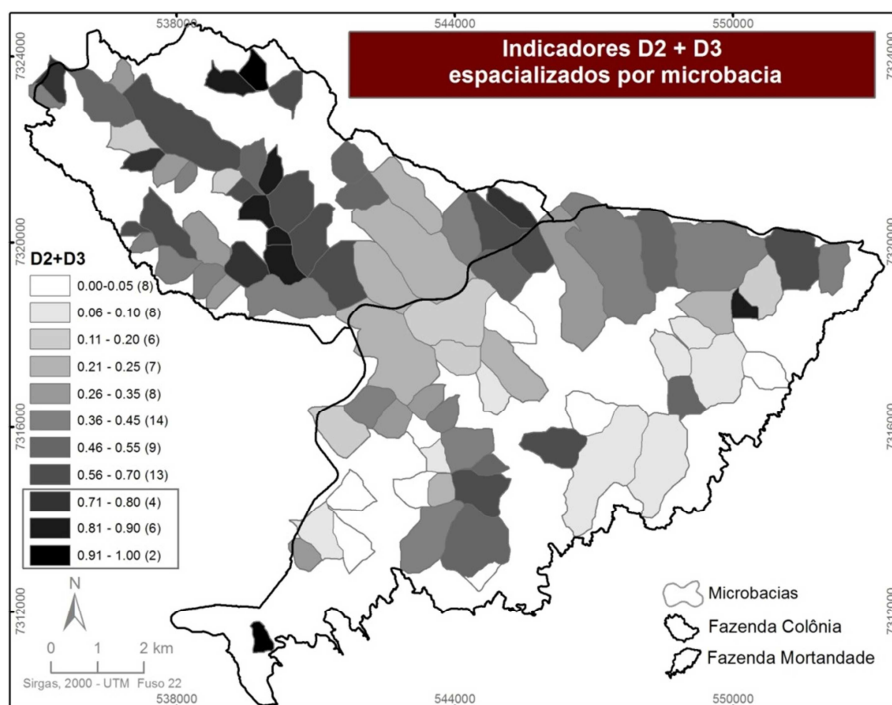 538000 544000 550000
7324000
7324000
Indicadores D2 + D3
espacializados por microbacia
7320000
7320000
D2+D3
0.00-0.05 (8)
0.06 - 0.10 (8)
0.11 - 0.20 (6)
0.21 - 0.25 (7)
0.26 - 0.35 (8)
0.36 - 0.45 (14)
0.46 - 0.55 (9)
0.56 - 0.70 (13)
0.71 - 0.80 (4)
0.81 - 0.90 (6)
0.91 - 1.00 (2)
7316000
7316000
N
7312000
7312000
0 1 2 km
Sirgas, 2000 - UTM Fuso 22
Microbacias
Fazenda Colônia
Fazenda Mortandade
538000 544000 550000